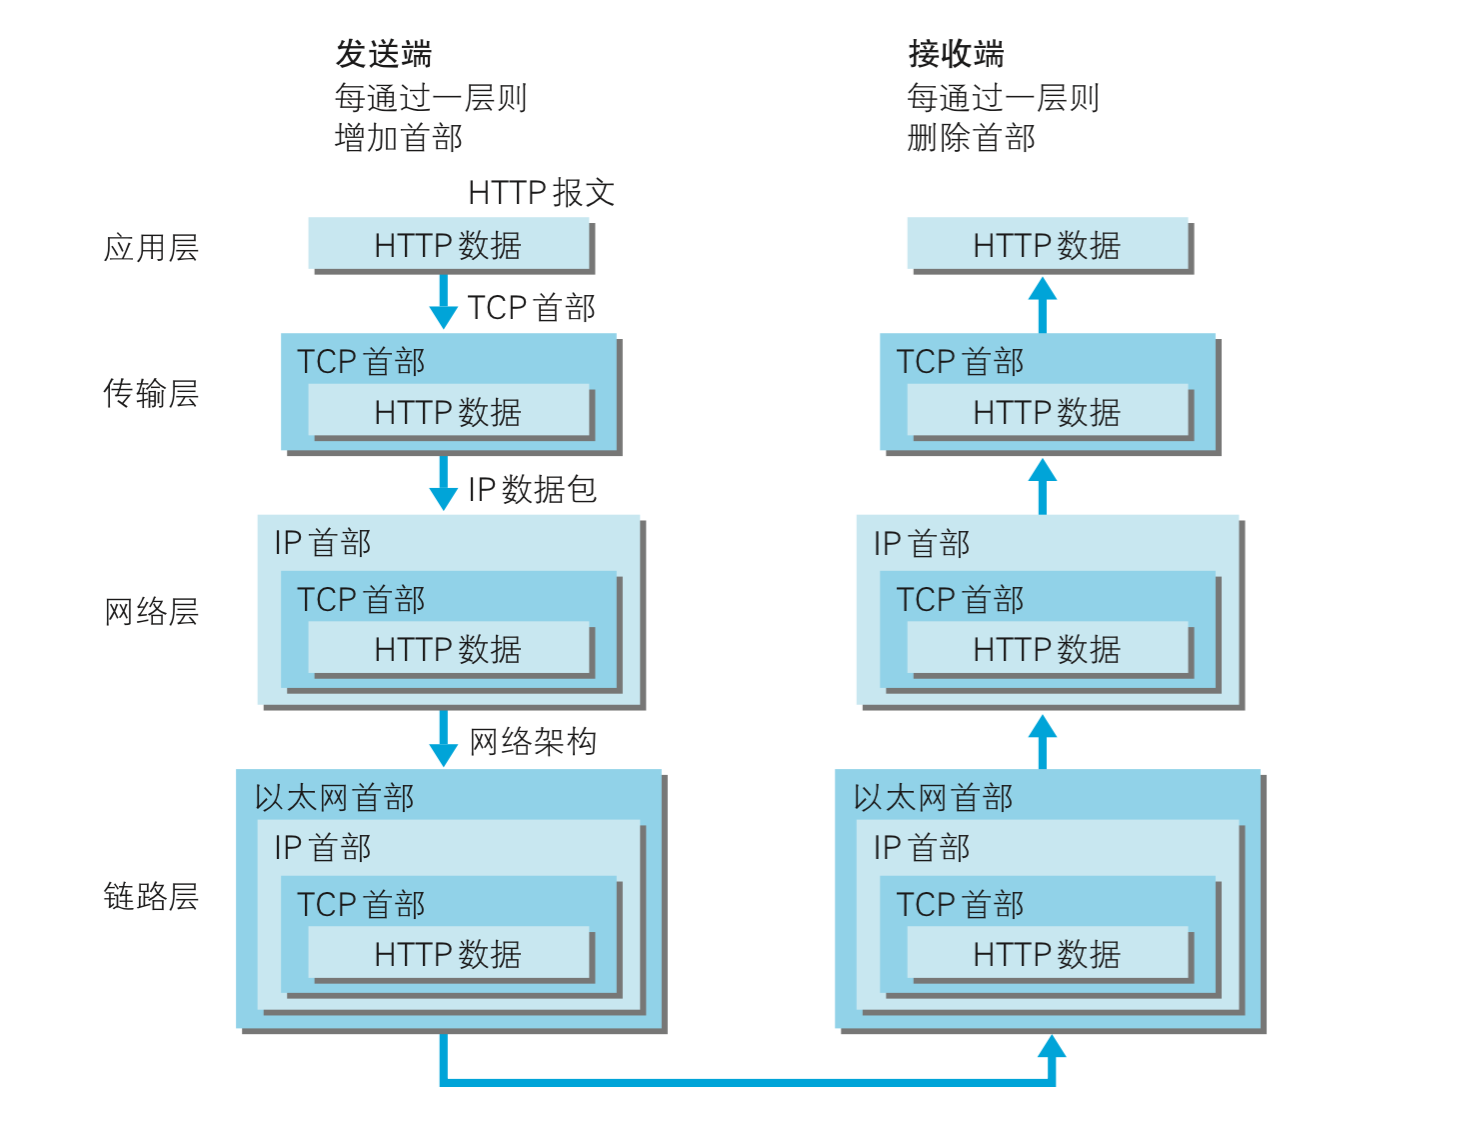 发送端
每通过一层则
增加首部
接收端
每通过一层则
删除首部
HTTP 报文
应用层
HTTP 数据
HTTP 数据
TCP 首部
传输层
TCP 首部
HTTP 数据
TCP 首部
HTTP 数据
IP 数据包
网络层
IP 首部
TCP 首部
HTTP 数据
IP 首部
TCP 首部
HTTP 数据
网络架构
链路层
以太网首部
IP 首部
TCP 首部
HTTP 数据
以太网首部
IP 首部
TCP 首部
HTTP 数据